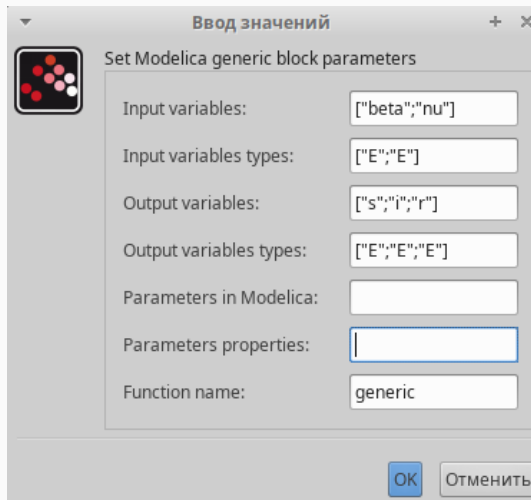 Ввод значений
Set Modelica generic block parameters
Input variables: ["beta";"nu"]
Input variables types: ["E";"E"]
Output variables: ["s";"i";"r"]
Output variables types: ["E";"E";"E"]
Parameters in Modelica:
Parameters properties:
Function name: generic
OK Отменить